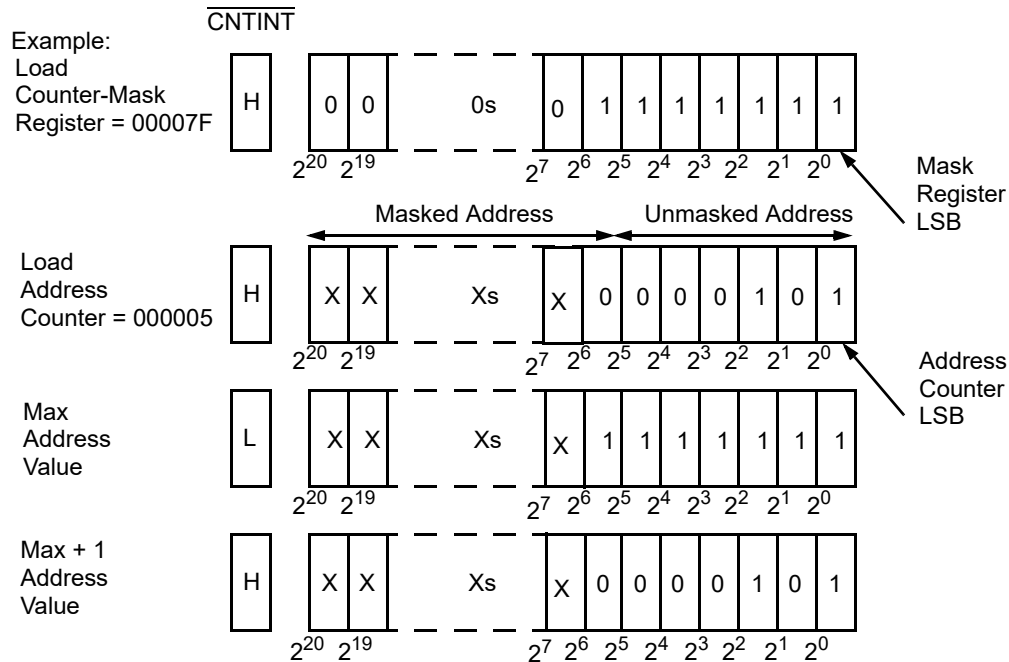 CNTINT
Example:
Load
Counter-Mask
Register = 00007F
H
0 0 0s 0 1 1 1 1 1 1 1
2^20 2^19 2^7 2^6 2^5 2^4 2^3 2^2 2^1 2^0
Mask
Register
LSB
Masked Address Unmasked Address
Load
Address
Counter = 000005
H
X X Xs X 0 0 0 0 1 0 1
2^20 2^19 2^7 2^6 2^5 2^4 2^3 2^2 2^1 2^0
Address
Counter
LSB
Max
Address
Value
L
X X Xs X 1 1 1 1 1 1 1
2^20 2^19 2^7 2^6 2^5 2^4 2^3 2^2 2^1 2^0
Max + 1
Address
Value
H
X X Xs X 0 0 0 0 1 0 1
2^20 2^19 2^7 2^6 2^5 2^4 2^3 2^2 2^1 2^0